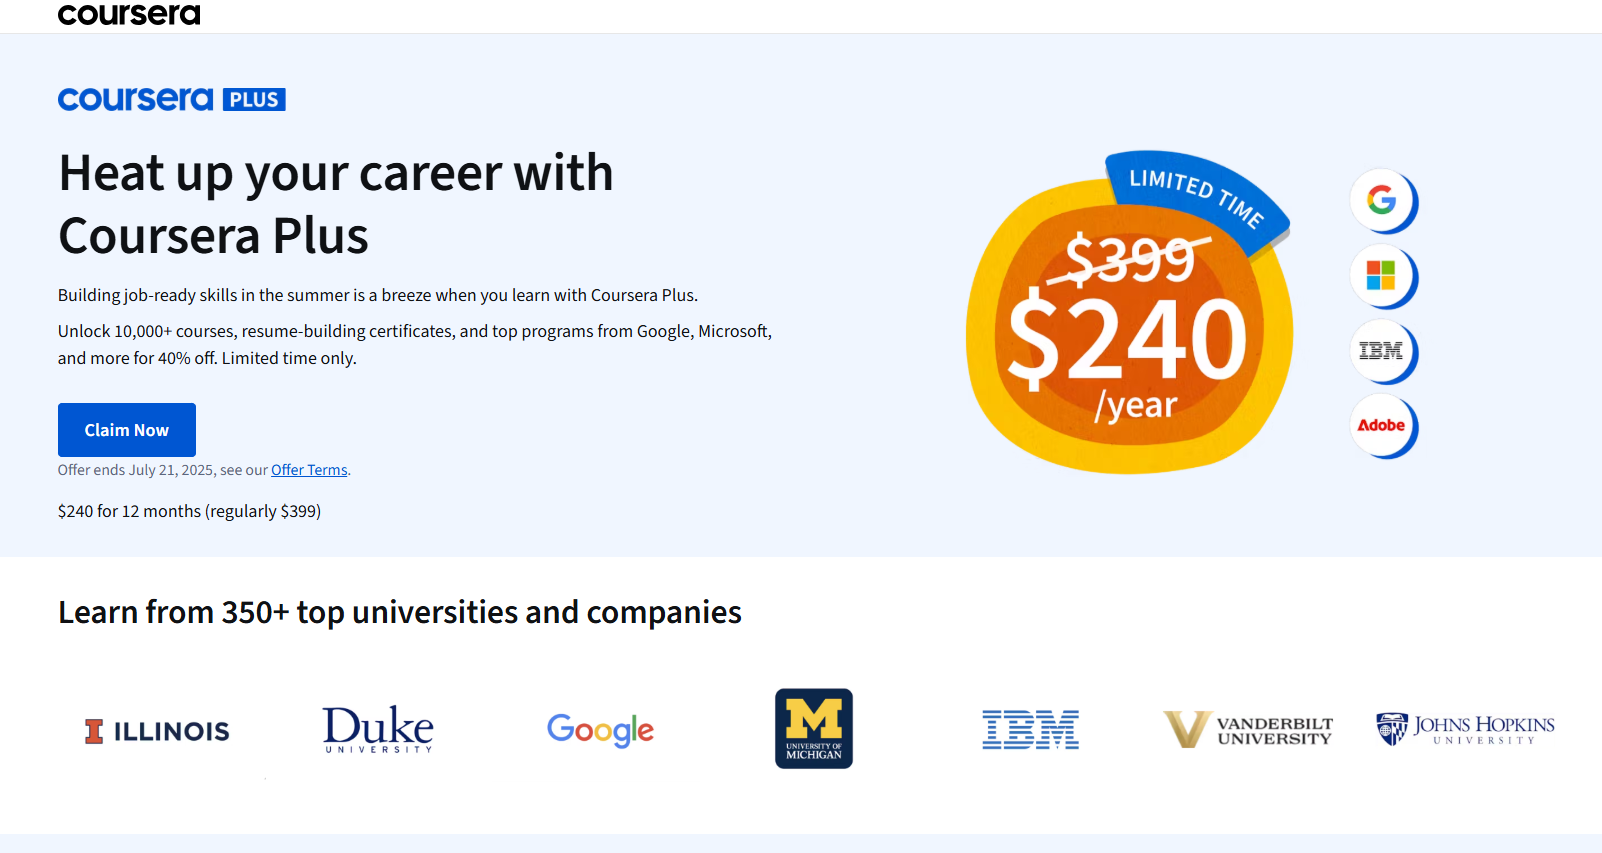 coursera
coursera PLUS
Heat up your career with
Coursera Plus
Building job-ready skills in the summer is a breeze when you learn with Coursera Plus.
Unlock 10,000+ courses, resume-building certificates, and top programs from Google, Microsoft,
and more for 40% off. Limited time only.
Claim Now
Offer ends July 21, 2025, see our Offer Terms.
$240 for 12 months (regularly $399)
LIMITED TIME
$399
$240
/year
G
IBM
Adobe
Learn from 350+ top universities and companies
I ILLINOIS
Duke
UNIVERSITY
Google
M
UNIVERSITY OF
MICHIGAN
IBM
V VANDERBILT
UNIVERSITY
JOHNS HOPKINS
UNIVERSITY